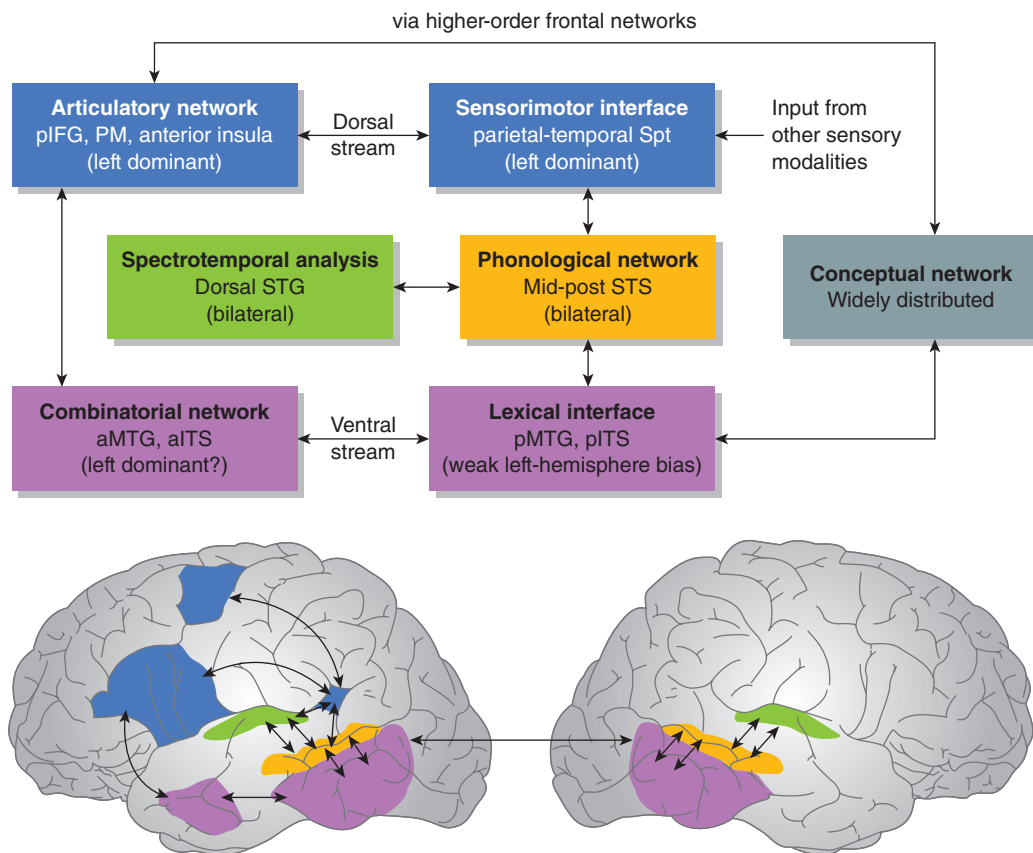 via higher-order frontal networks
Articulatory network
pIFG, PM, anterior insula
(left dominant)
Dorsal
stream
Sensorimotor interface
parietal-temporal Spt
(left dominant)
Input from
other sensory
modalities
Spectrotemporal analysis
Dorsal STG
(bilateral)
Phonological network
Mid-post STS
(bilateral)
Conceptual network
Widely distributed
Combinatorial network
aMTG, aITS
(left dominant?)
Ventral
stream
Lexical interface
pMTG, pITS
(weak left-hemisphere bias)